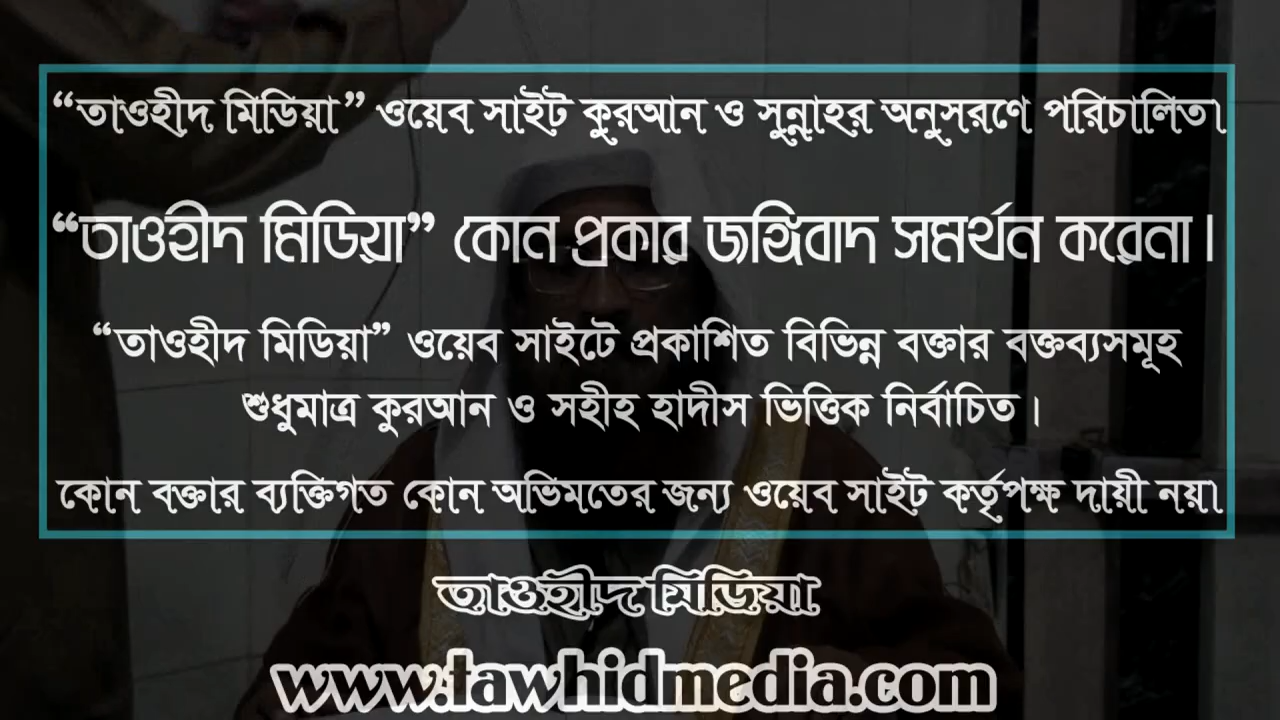 “তাওহীদ মিডিয়া” ওয়েব সাইট কুরআন ও সুন্নাহর অনুসরণে পরিচালিত।
“তাওহীদ মিডিয়া” কোন প্রকার জঙ্গিবাদ সমর্থন করেনা।
“তাওহীদ মিডিয়া” ওয়েব সাইটে প্রকাশিত বিভিন্ন বক্তার বক্তব্যসমূহ
শুধুমাত্র কুরআন ও সহীহ হাদীস ভিত্তিক নির্বাচিত।
কোন বক্তার ব্যক্তিগত কোন অভিমতের জন্য ওয়েব সাইট কর্তৃপক্ষ দায়ী নয়।
তাওহীদ মিডিয়া
www.tawhidmedia.com